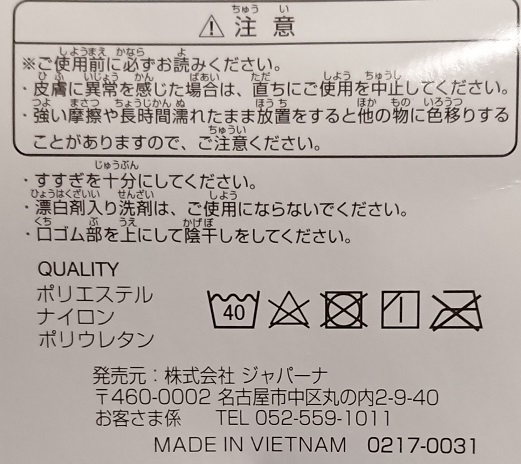 ⚠ 注意
※ご使用前に必ずお読みください。
・皮膚に異常を感じた場合は、直ちにご使用を中止してください。
・強い摩擦や長時間濡れたまま放置をすると他の物に色移りする
ことがありますので、ご注意ください。
・すすぎを十分にしてください。
・漂白剤入り洗剤は、ご使用にならないでください。
・口ゴム部を上にして陰干しをしてください。
QUALITY
ポリエステル
ナイロン
ポリウレタン
40
発売元：株式会社 ジャパーナ
〒460-0002 名古屋市中区丸の内2-9-40
お客さま係 TEL 052-559-1011
MADE IN VIETNAM 0217-0031